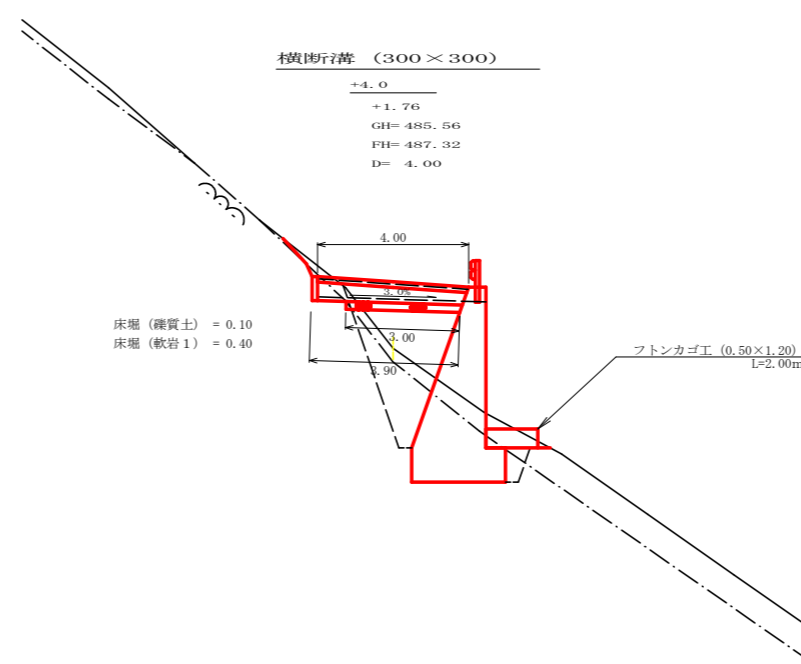 横断溝 (300×300)
+4.0
+1.76
GH= 485.56
FH= 487.32
D= 4.00
4.00
3.0%
床堀 (礫質土) = 0.10
床堀 (軟岩1) = 0.40
3.00
3.90
フトンカゴ工 (0.50×1.20)
L=2.00m